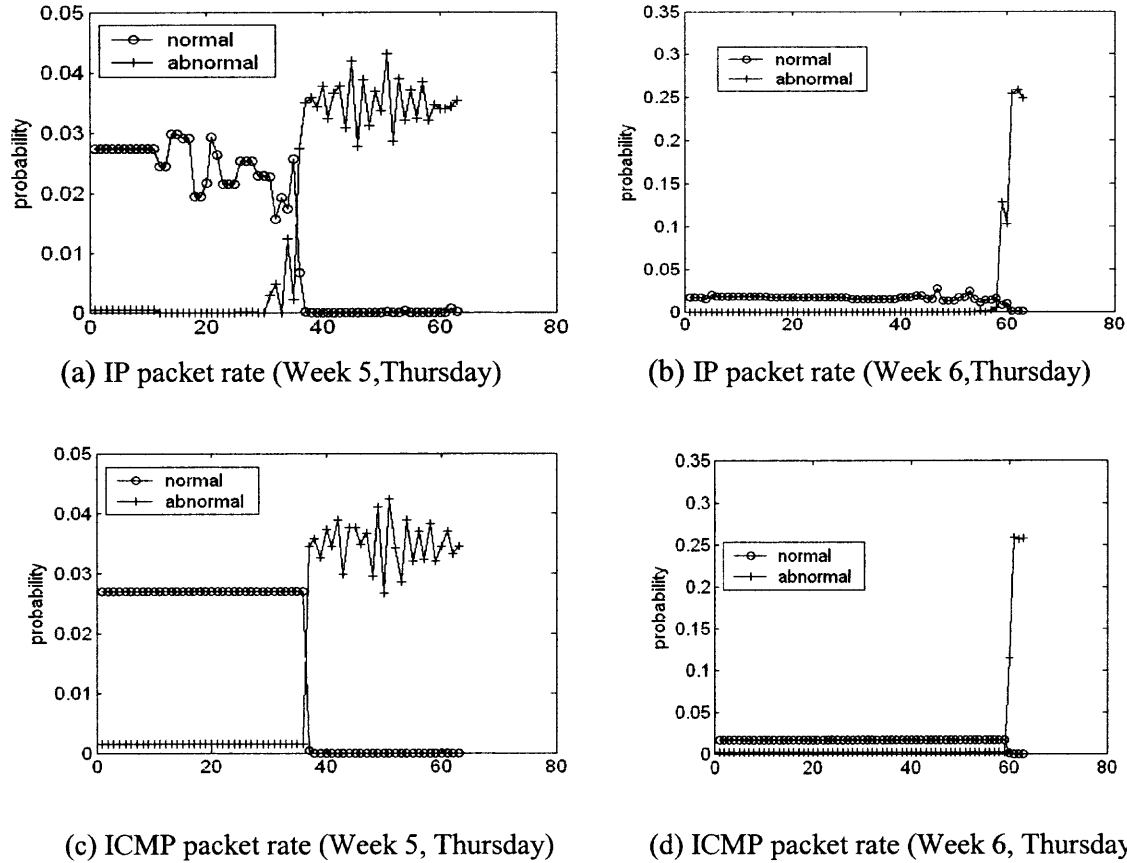 0.05
0.04
0.03
0.02
0.01
0
probability
normal
abnormal
0 20 40 60 80
(a) IP packet rate (Week 5,Thursday)
0.35
0.3
0.25
0.2
0.15
0.1
0.05
0
probability
normal
abnormal
0 20 40 60 80
(b) IP packet rate (Week 6,Thursday)
0.05
0.04
0.03
0.02
0.01
0
probability
normal
abnormal
0 20 40 60 80
(c) ICMP packet rate (Week 5, Thursday)
0.35
0.3
0.25
0.2
0.15
0.1
0.05
0
probability
normal
abnormal
0 20 40 60 80
(d) ICMP packet rate (Week 6, Thursday